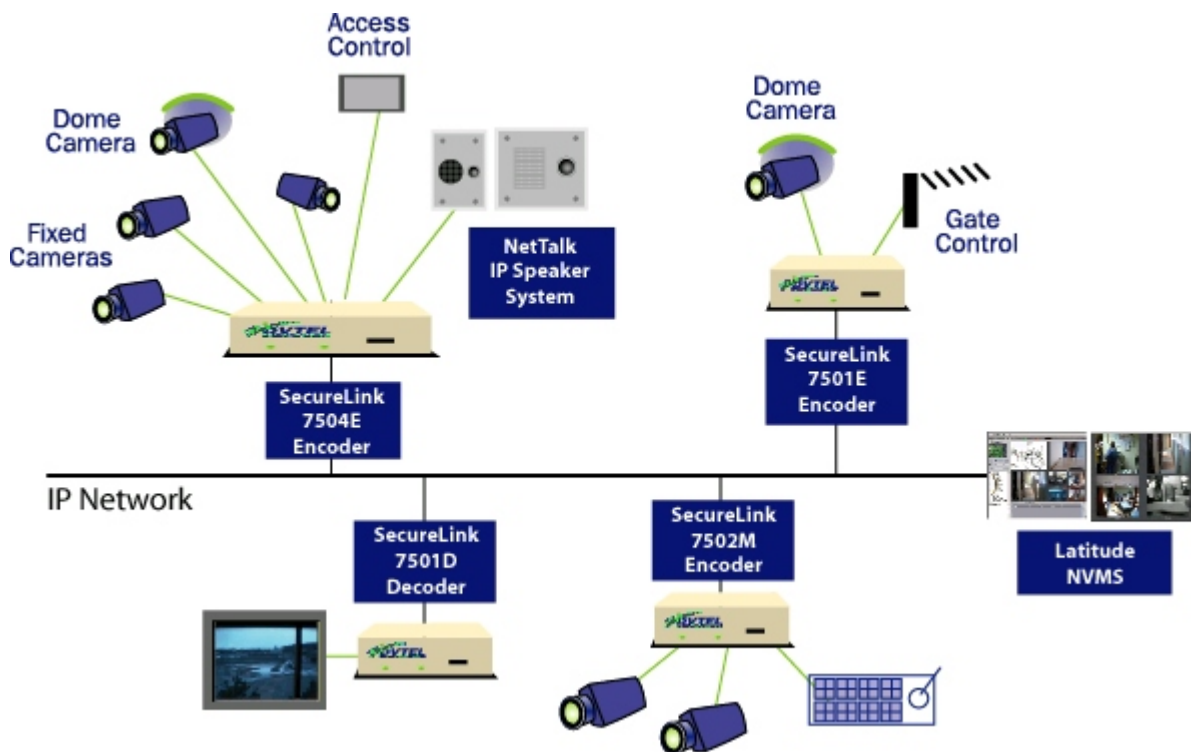 Access
Control
Dome
Camera
Fixed
Cameras
NetTalk
IP Speaker
System
Dome
Camera
Gate
Control
SecureLink
7504E
Encoder
SecureLink
7501E
Encoder
IP Network
SecureLink
7501D
Decoder
SecureLink
7502M
Encoder
Latitude
NVMS